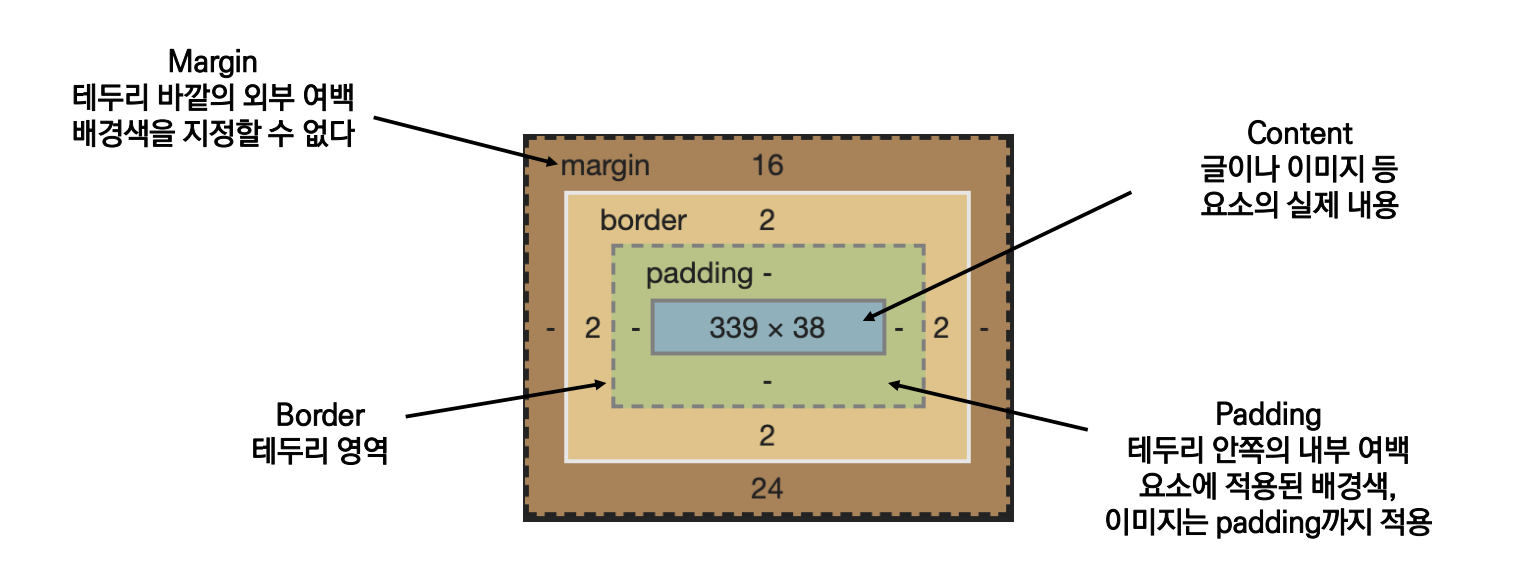 Margin
테두리 바깥의 외부 여백
배경색을 지정할 수 없다
Content
글이나 이미지 등
요소의 실제 내용
margin 16
border 2
padding -
- 2 - 339 × 38 - 2 -
-
2
24
Border
테두리 영역
Padding
테두리 안쪽의 내부 여백
요소에 적용된 배경색,
이미지는 padding까지 적용